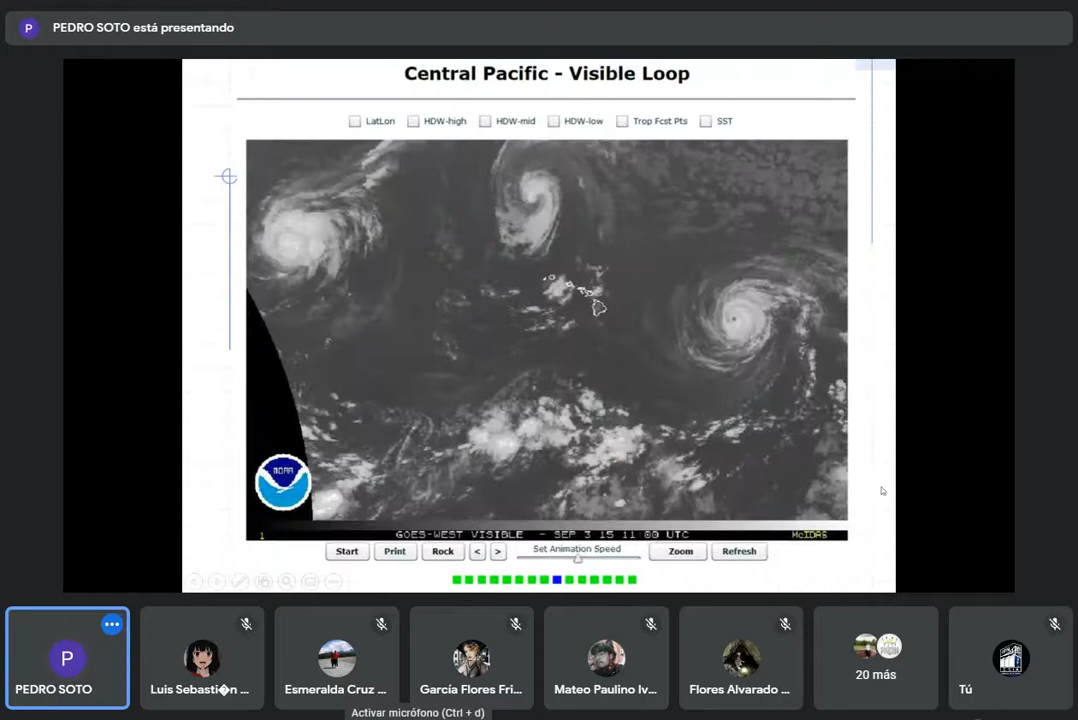 P PEDRO SOTO está presentando
Central Pacific - Visible Loop
LatLon HDW-high HDW-mid HDW-low Trop Fcst Pts SST
NOAA
1 GOES-WEST VISIBLE - SEP 3 15 11:00 UTC McIDAS
Start Print Rock < > Set Animation Speed Zoom Refresh
P
PEDRO SOTO
Luis Sebasti�n ...
Esmeralda Cruz ...
García Flores Fri...
Mateo Paulino Iv...
Flores Alvarado ...
20 más
Tú
Activar micrófono (Ctrl + d)